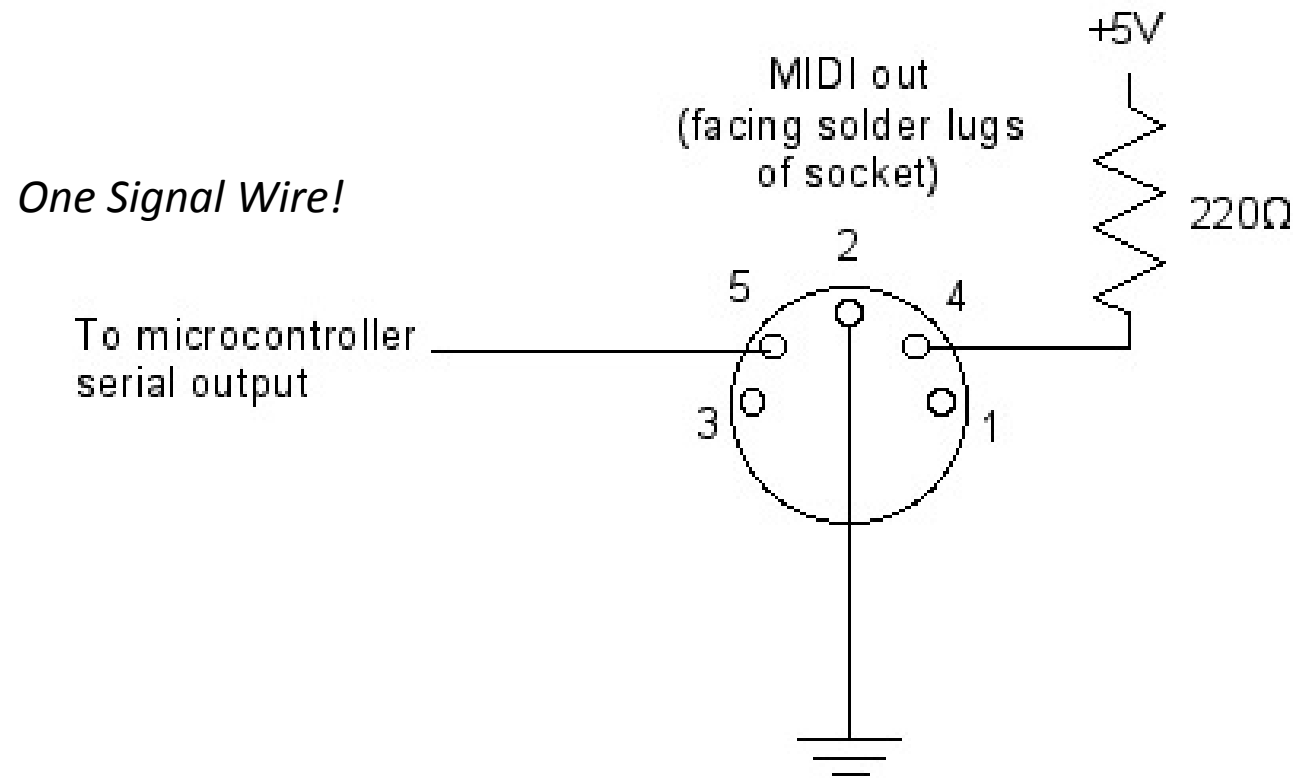 +5V
MIDI out
(facing solder lugs
of socket)
One Signal Wire!
220Ω
2
5
4
To microcontroller
serial output
3
1